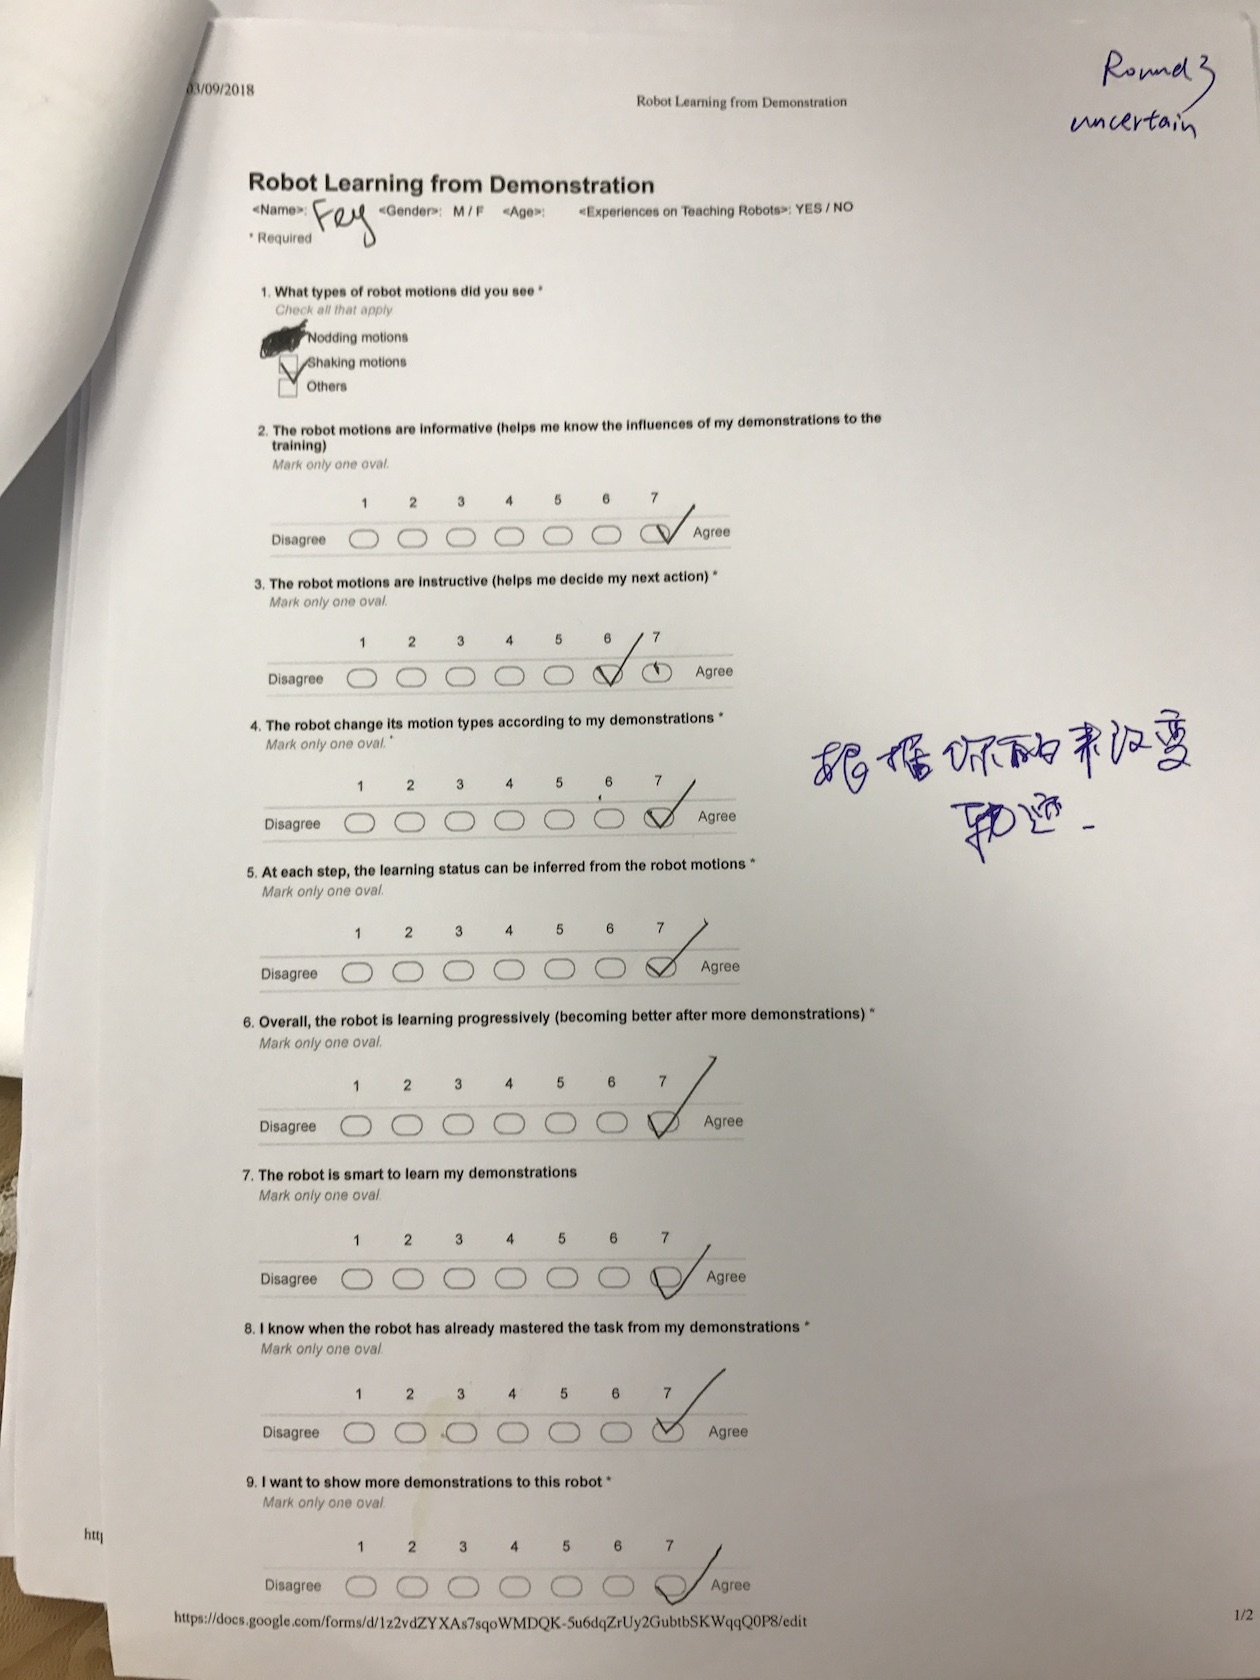 03/09/2018
Robot Learning from Demonstration
Round 3
uncertain
Robot Learning from Demonstration
<Name>: Fey <Gender>: M / F <Age>: <Experiences on Teaching Robots>: YES / NO
* Required
1. What types of robot motions did you see *
Check all that apply
Nodding motions
Shaking motions
Others
2. The robot motions are informative (helps me know the influences of my demonstrations to the
training)
Mark only one oval.
1 2 3 4 5 6 7
Disagree Agree
3. The robot motions are instructive (helps me decide my next action) *
Mark only one oval.
1 2 3 4 5 6 7
Disagree Agree
4. The robot change its motion types according to my demonstrations *
Mark only one oval.
根据你的来改变
轨迹.
1 2 3 4 5 6 7
Disagree Agree
5. At each step, the learning status can be inferred from the robot motions *
Mark only one oval.
1 2 3 4 5 6 7
Disagree Agree
6. Overall, the robot is learning progressively (becoming better after more demonstrations) *
Mark only one oval.
1 2 3 4 5 6 7
Disagree Agree
7. The robot is smart to learn my demonstrations
Mark only one oval.
1 2 3 4 5 6 7
Disagree Agree
8. I know when the robot has already mastered the task from my demonstrations *
Mark only one oval.
1 2 3 4 5 6 7
Disagree Agree
9. I want to show more demonstrations to this robot *
Mark only one oval.
1 2 3 4 5 6 7
Disagree Agree
htt
https://docs.google.com/forms/d/1z2vdZYXAs7sqoWMDQK-5u6dqZrUy2GubtbSKWqqQ0P8/edit
1/2